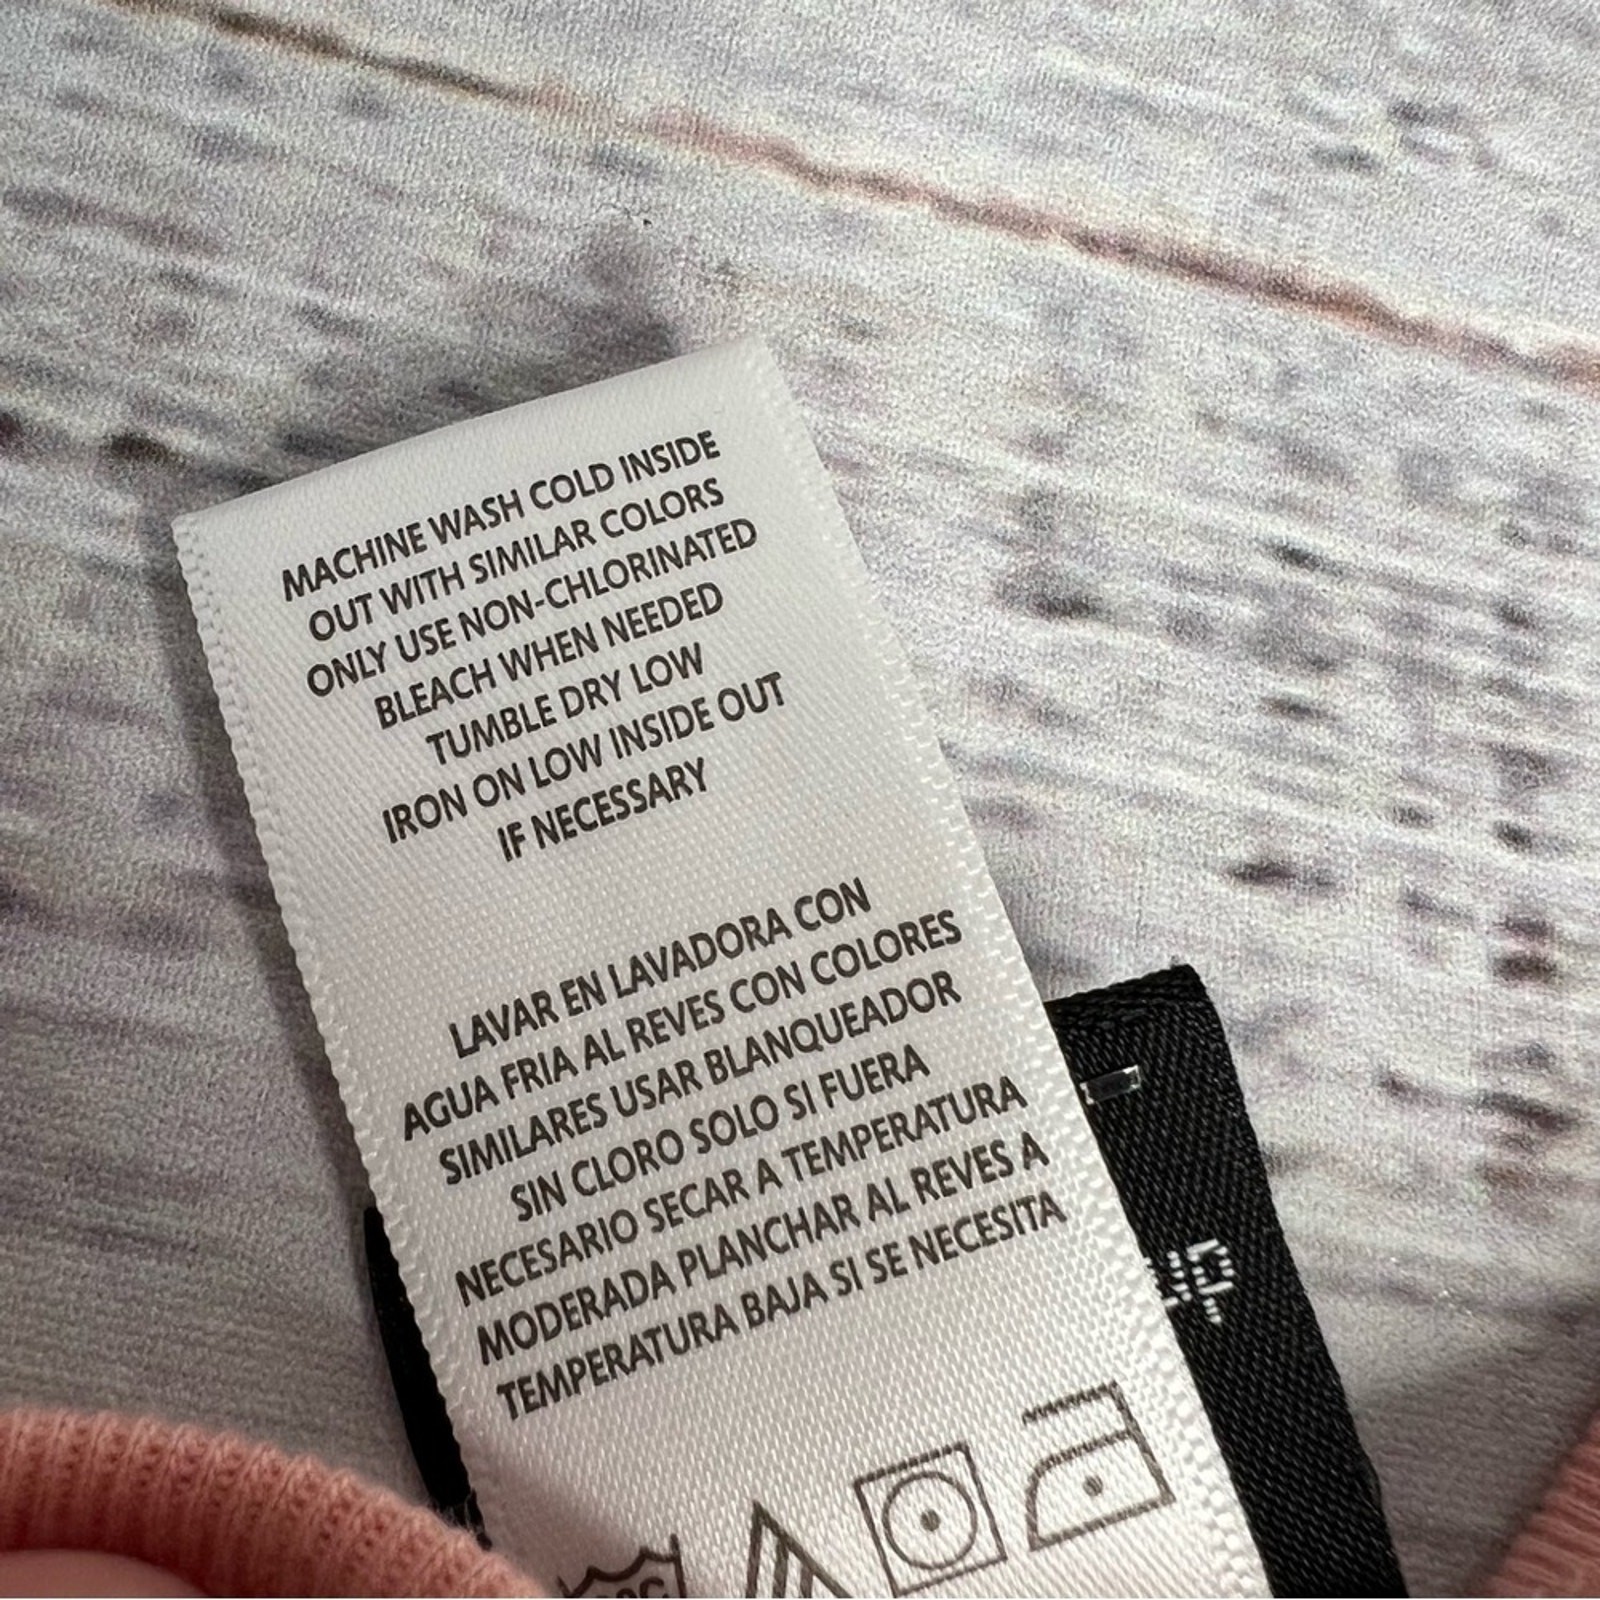 MACHINE WASH COLD INSIDE
OUT WITH SIMILAR COLORS
ONLY USE NON-CHLORINATED
BLEACH WHEN NEEDED
TUMBLE DRY LOW
IRON ON LOW INSIDE OUT
IF NECESSARY
LAVAR EN LAVADORA CON
AGUA FRIA AL REVES CON COLORES
SIMILARES USAR BLANQUEADOR
SIN CLORO SOLO SI FUERA
NECESARIO SECAR A TEMPERATURA
MODERADA PLANCHAR AL REVES A
TEMPERATURA BAJA SI SE NECESITA